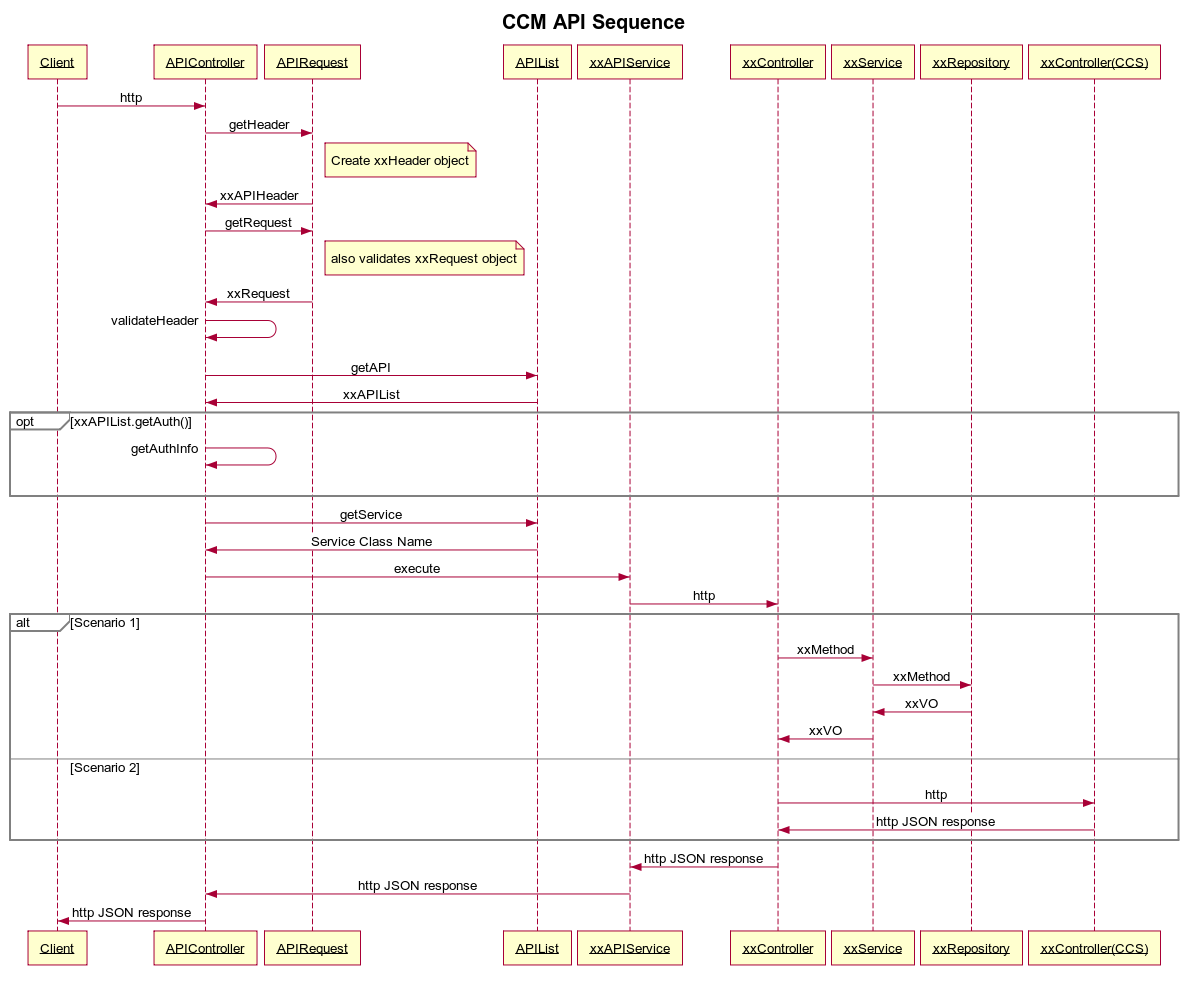 CCM API Sequence
Client
APIController
APIRequest
APIList
xxAPIService
xxController
xxService
xxRepository
xxController(CCS)
http
getHeader
Create xxHeader object
xxAPIHeader
getRequest
also validates xxRequest object
xxRequest
validateHeader
getAPI
xxAPIList
opt
[xxAPIList.getAuth()]
getAuthInfo
getService
Service Class Name
execute
http
alt
[Scenario 1]
xxMethod
xxMethod
xxVO
xxVO
[Scenario 2]
http
http JSON response
http JSON response
http JSON response
http JSON response
Client
APIController
APIRequest
APIList
xxAPIService
xxController
xxService
xxRepository
xxController(CCS)